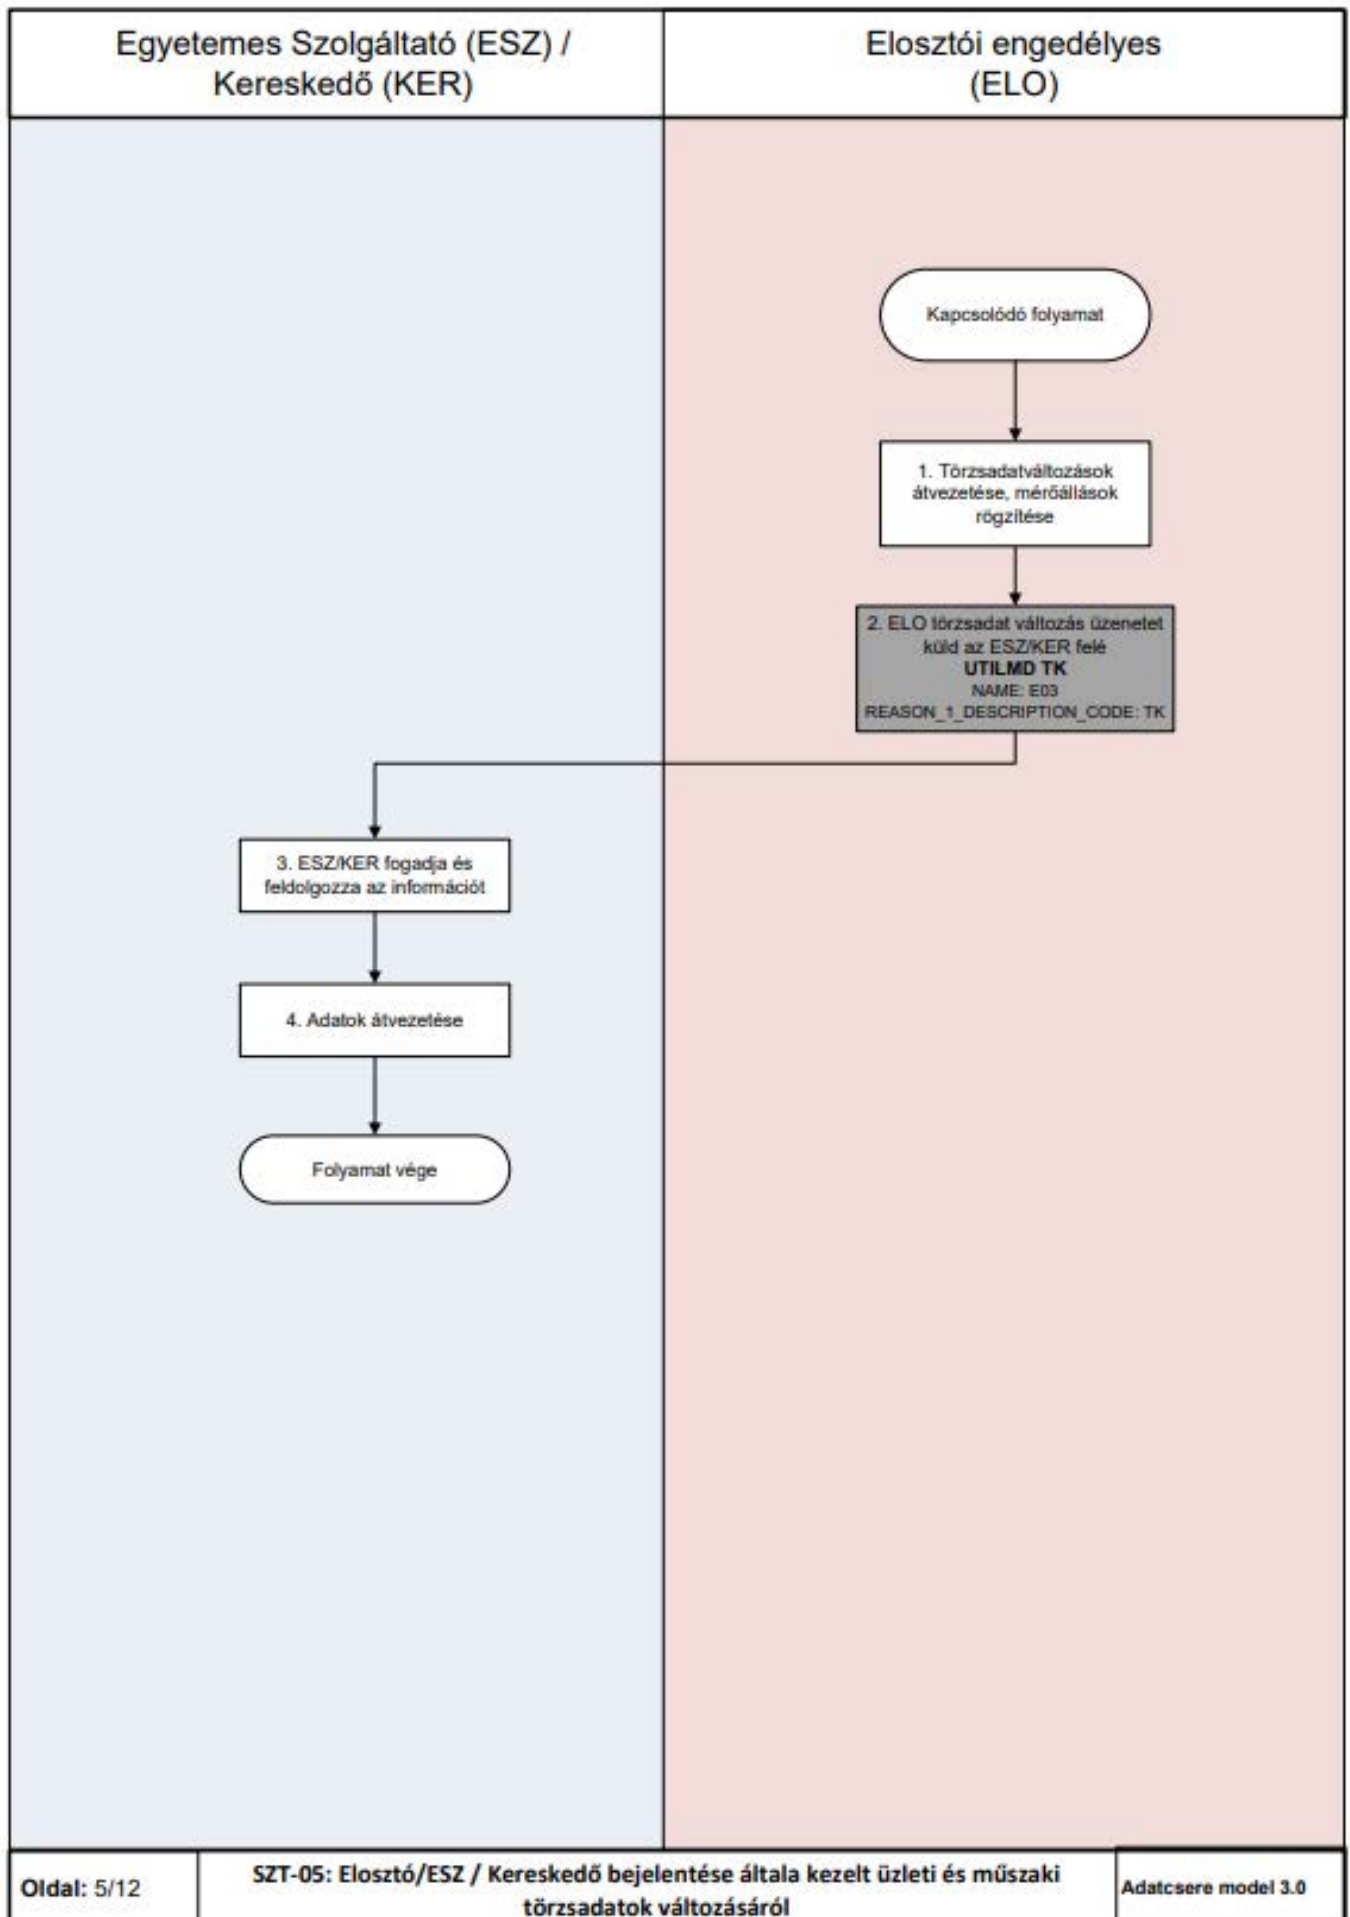 Egyetemes Szolgáltató (ESZ) /
Kereskedő (KER)
Elosztói engedélyes
(ELO)
Kapcsolódó folyamat
1. Törzsadatváltozások
átvezetése, mérőállások
rögzítése
2. ELO törzsadat változás üzenetet
küld az ESZ/KER felé
UTILMD TK
NAME: E03
REASON_1_DESCRIPTION_CODE: TK
3. ESZ/KER fogadja és
feldolgozza az információt
4. Adatok átvezetése
Folyamat vége
Oldal: 5/12
SZT-05: Elosztó/ESZ / Kereskedő bejelentése általa kezelt üzleti és műszaki
törzsadatok változásáról
Adatcsere model 3.0